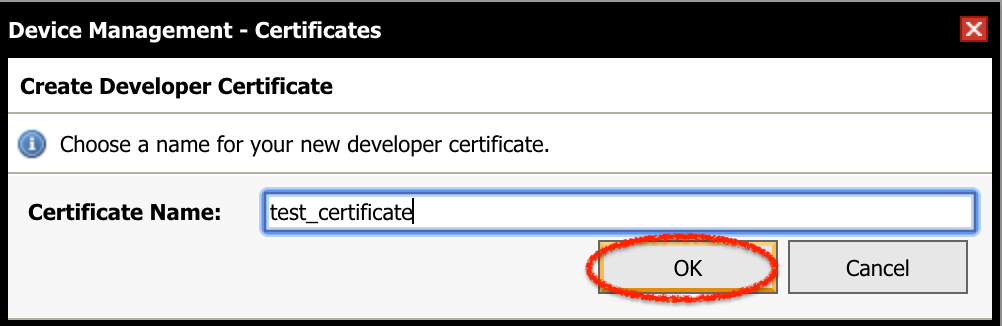 Device Management - Certificates
Create Developer Certificate
Choose a name for your new developer certificate.
Certificate Name: test_certificate
OK Cancel